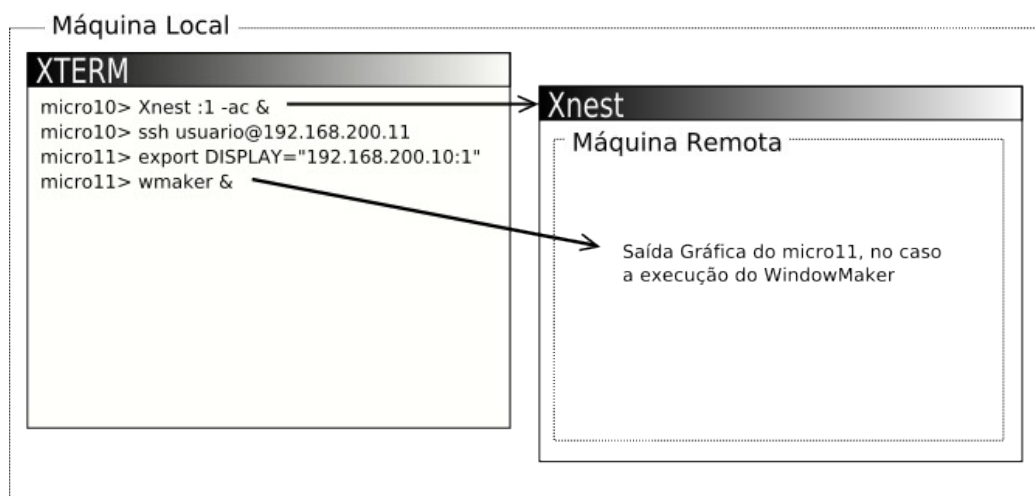 Máquina Local
XTERM
micro10> Xnest :1 -ac &
micro10> ssh usuario@192.168.200.11
micro11> export DISPLAY="192.168.200.10:1"
micro11> wmaker &
Xnest
Máquina Remota
Saída Gráfica do micro11, no caso
a execução do WindowMaker